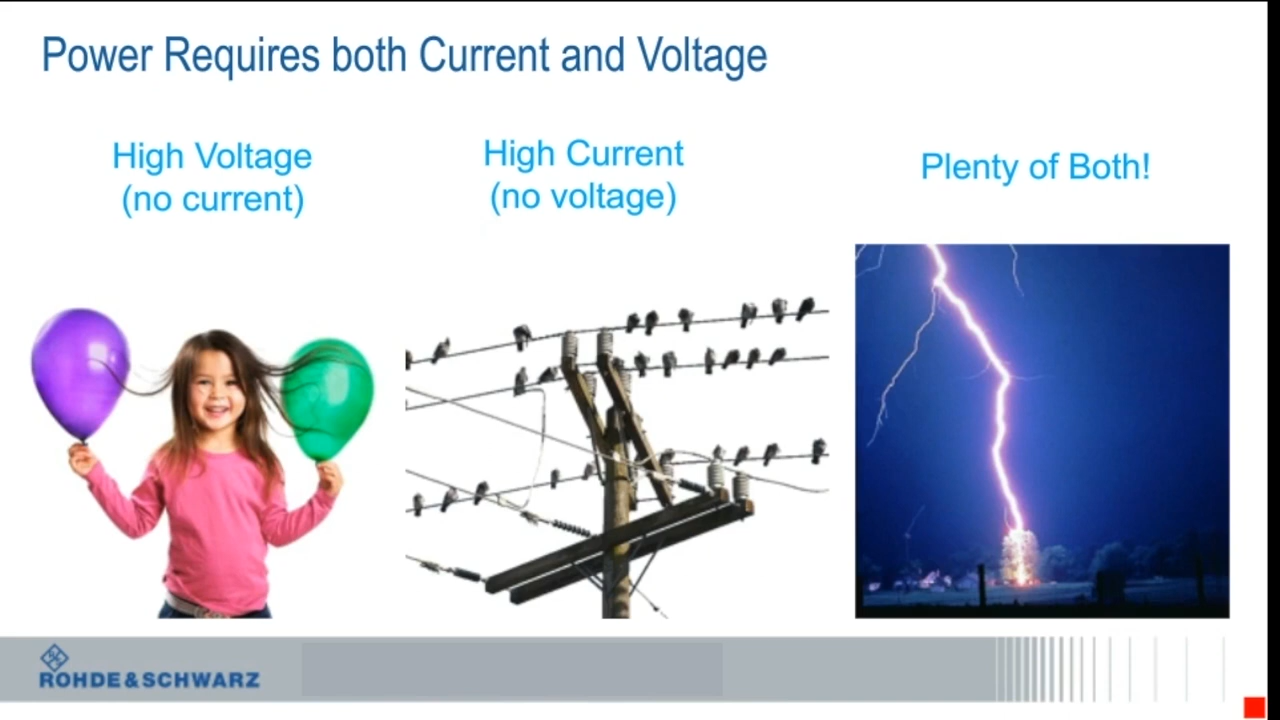 Power Requires both Current and Voltage
High Voltage
(no current)
High Current
(no voltage)
Plenty of Both!
ROHDE&SCHWARZ